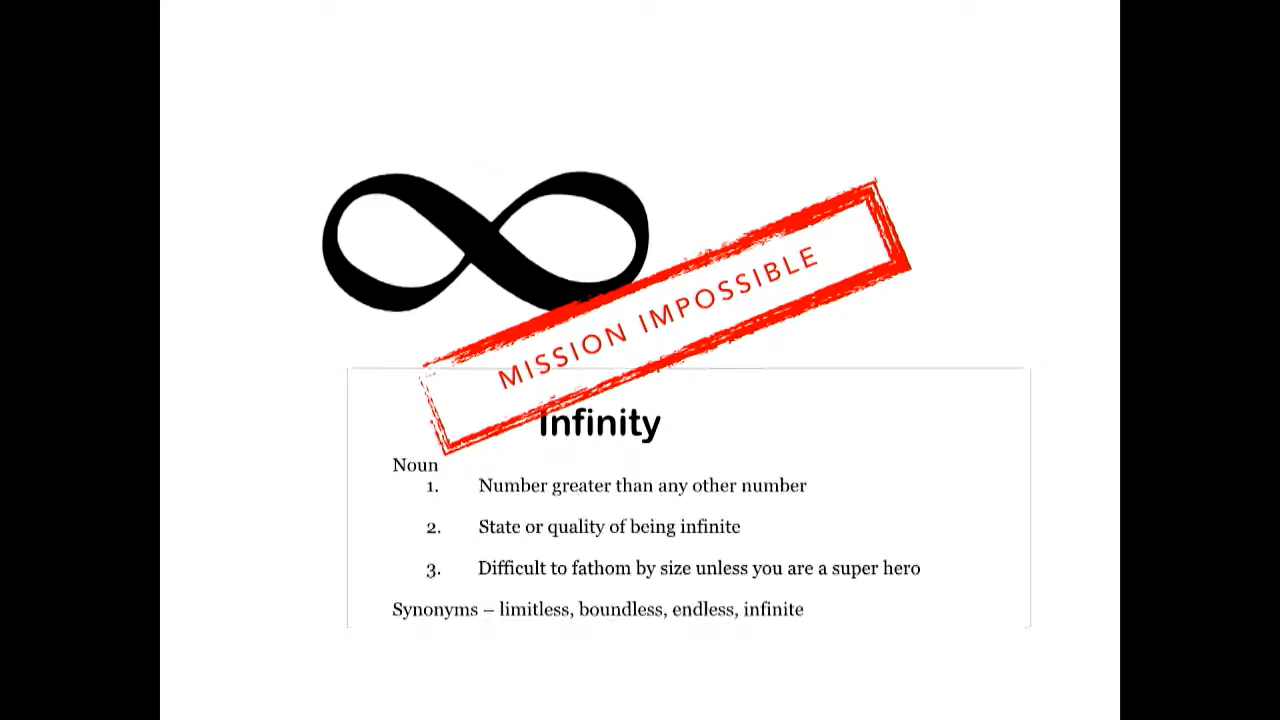 MISSION IMPOSSIBLE
Infinity
Noun
1. Number greater than any other number
2. State or quality of being infinite
3. Difficult to fathom by size unless you are a super hero
Synonyms – limitless, boundless, endless, infinite